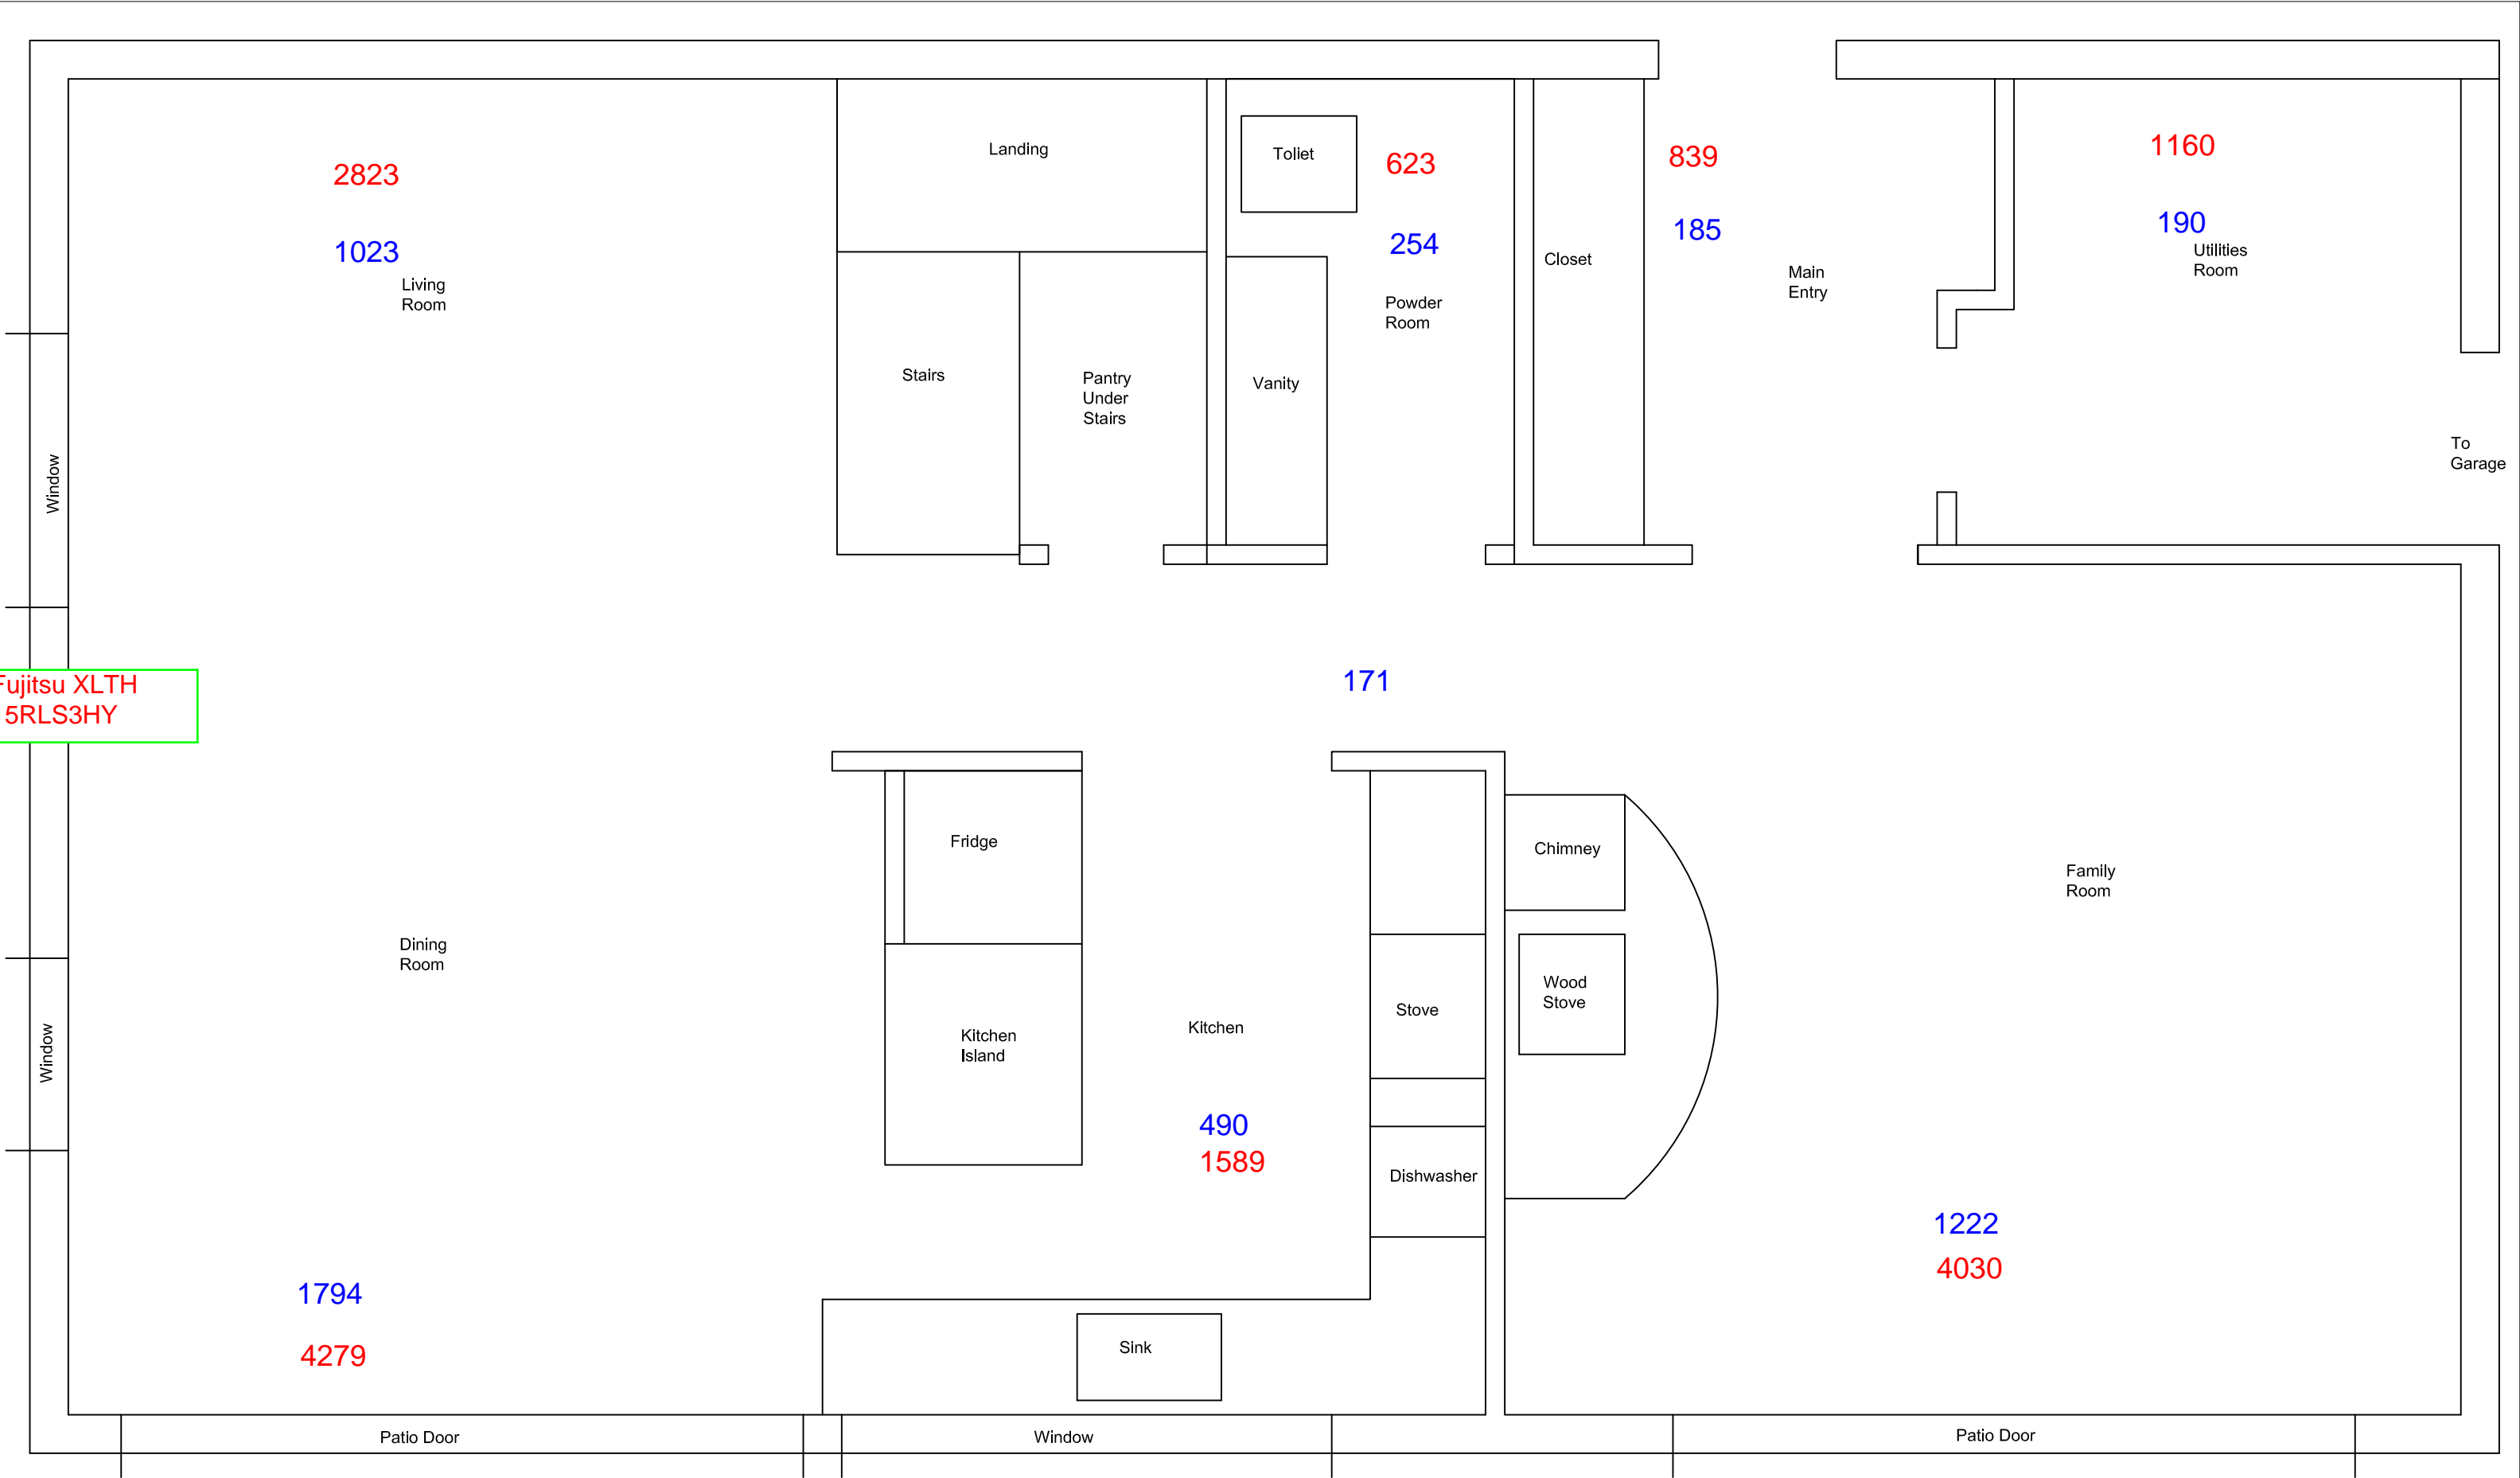 Landing
Toliet
2823
623
839
1160
1023
254
185
190
Living
Room
Closet
Main
Entry
Utilities
Room
Powder
Room
Stairs
Pantry
Under
Stairs
Vanity
Window
To
Garage
Fujitsu XLTH
5RLS3HY
171
Fridge
Chimney
Family
Room
Dining
Room
Wood
Stove
Stove
Kitchen
Kitchen
Island
Window
490
1589
Dishwasher
1222
4030
1794
4279
Sink
Patio Door
Window
Patio Door